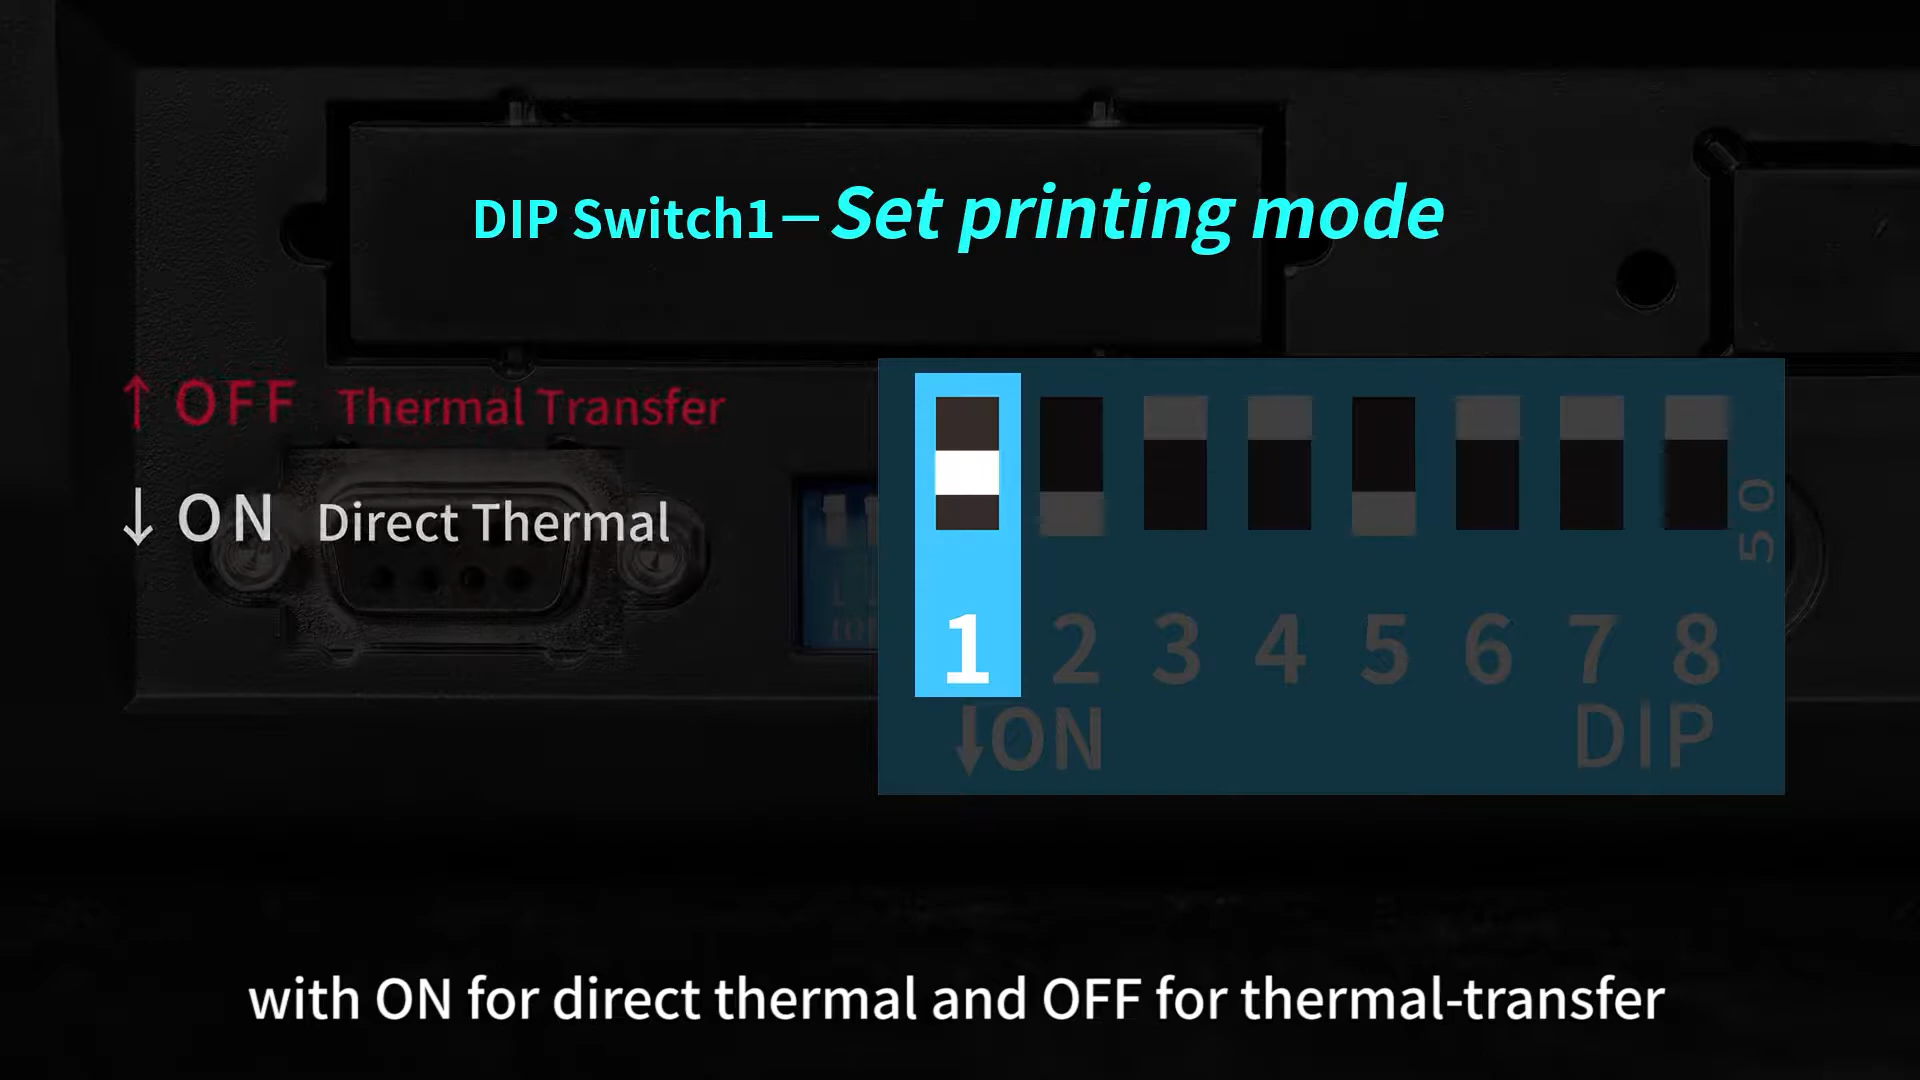 DIP Switch1－Set printing mode
↑ OFF Thermal Transfer
↓ ON Direct Thermal
1 2 3 4 5 6 7 8
↓ON DIP
50
with ON for direct thermal and OFF for thermal-transfer